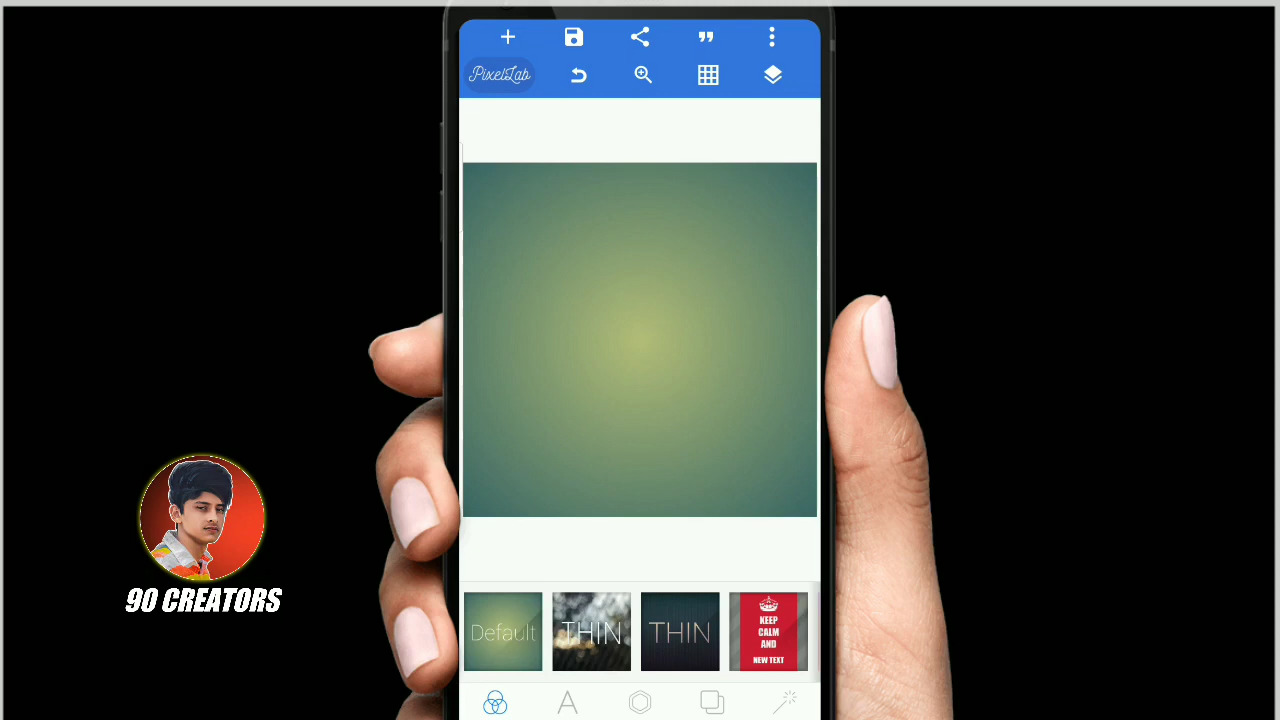 PixelLab
Default
THIN
THIN
KEEP
CALM
AND
NEW TEXT
90 CREATORS